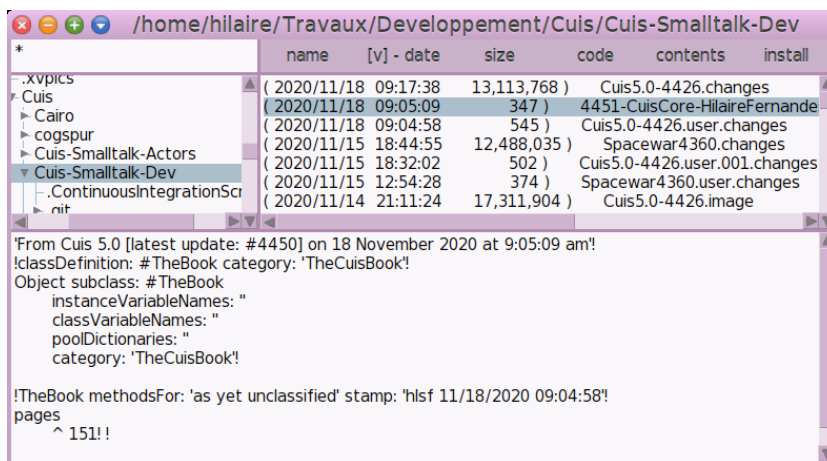 /home/hilaire/Travaux/Developpement/Cuis/Cuis-Smalltalk-Dev
*
name [v] - date size code contents install
.xvpics
Cuis
Cairo
cogspur
Cuis-Smalltalk-Actors
Cuis-Smalltalk-Dev
.ContinuousIntegrationScr
.git
( 2020/11/18 09:17:38 13,113,768 ) Cuis5.0-4426.changes
( 2020/11/18 09:05:09 347 ) 4451-CuisCore-HilaireFernande
( 2020/11/18 09:04:58 545 ) Cuis5.0-4426.user.changes
( 2020/11/15 18:44:55 12,488,035 ) Spacewar4360.changes
( 2020/11/15 18:32:02 502 ) Cuis5.0-4426.user.001.changes
( 2020/11/15 12:54:28 374 ) Spacewar4360.user.changes
( 2020/11/14 21:11:24 17,311,904 ) Cuis5.0-4426.image
'From Cuis 5.0 [latest update: #4450] on 18 November 2020 at 9:05:09 am'!
!classDefinition: #TheBook category: 'TheCuisBook'!
Object subclass: #TheBook
instanceVariableNames: ''
classVariableNames: ''
poolDictionaries: ''
category: 'TheCuisBook'!
!TheBook methodsFor: 'as yet unclassified' stamp: 'hlsf 11/18/2020 09:04:58'!
pages
^ 151! !